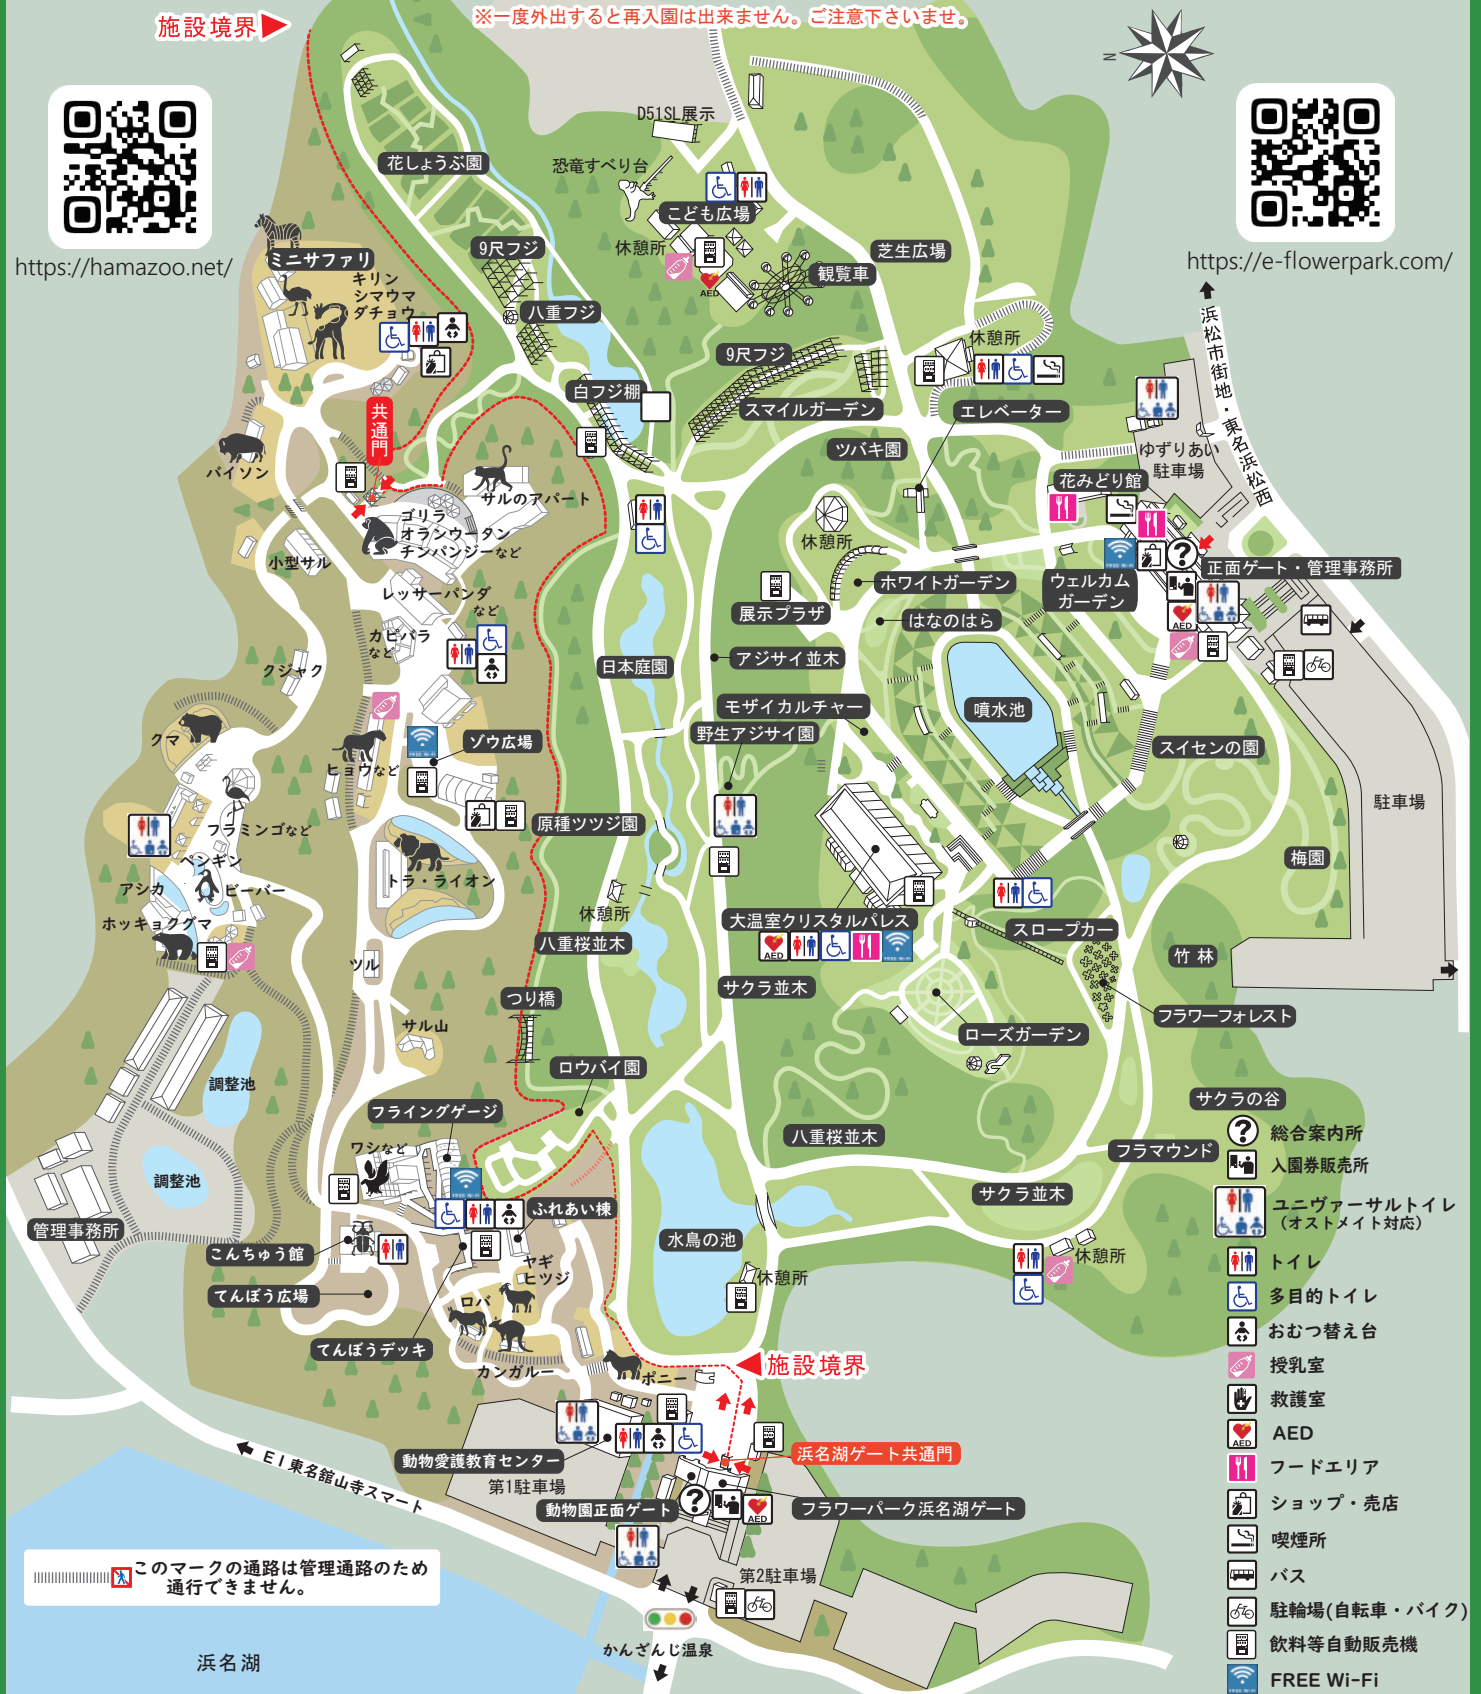 ※一度外出すると再入園は出来ません。ご注意下さいませ。
施設境界
N
https://hamazoo.net/
https://e-flowerpark.com/
D51SL展示
恐竜すべり台
花しょうぶ園
こども広場
9尺フジ
休憩所
AED
芝生広場
観覧車
ミニサファリ
キリン
シマウマ
ダチョウ
八重フジ
浜松市街地・東名浜松西
休憩所
9尺フジ
白フジ棚
スマイルガーデン
エレベーター
共通門
ツバキ園
ゆずりあい
駐車場
バイソン
花みどり館
サルのアパート
ゴリラ
オランウータン
チンパンジーなど
休憩所
小型サル
正面ゲート・管理事務所
FREE Wi-Fi
ホワイトガーデン
ウェルカム
ガーデン
レッサーパンダ
など
展示プラザ
はなのはら
AED
カピバラ
など
クジャク
日本庭園
アジサイ並木
モザイカルチャー
噴水池
クマ
野生アジサイ園
ゾウ広場
FREE Wi-Fi
スイセンの園
ヒョウなど
駐車場
フラミンゴなど
原種ツツジ園
梅園
ペンギン
アシカ
ビーバー
トラ・ライオン
休憩所
ホッキョクグマ
大温室クリスタルパレス
AED
FREE Wi-Fi
スロープカー
八重桜並木
竹林
ツル
サクラ並木
つり橋
フラワーフォレスト
サル山
ローズガーデン
ロウバイ園
調整池
フライングゲージ
サクラの谷
八重桜並木
ワシなど
フラマウンド
調整池
FREE Wi-Fi
サクラ並木
管理事務所
ふれあい棟
水鳥の池
こんちゅう館
ヤギ
ヒツジ
休憩所
休憩所
てんぼう広場
ロバ
てんぼうデッキ
カンガルー
ポニー
施設境界
動物愛護教育センター
浜名湖ゲート共通門
E1東名舘山寺スマート
第1駐車場
動物園正面ゲート
AED
フラワーパーク浜名湖ゲート
第2駐車場
かんざんじ温泉
浜名湖
このマークの通路は管理通路のため
通行できません。
総合案内所
入園券販売所
ユニヴァーサルトイレ
（オストメイト対応）
トイレ
多目的トイレ
おむつ替え台
授乳室
救護室
AED
AED
フードエリア
ショップ・売店
喫煙所
バス
駐輪場(自転車・バイク)
飲料等自動販売機
FREE Wi-Fi
FREE Wi-Fi